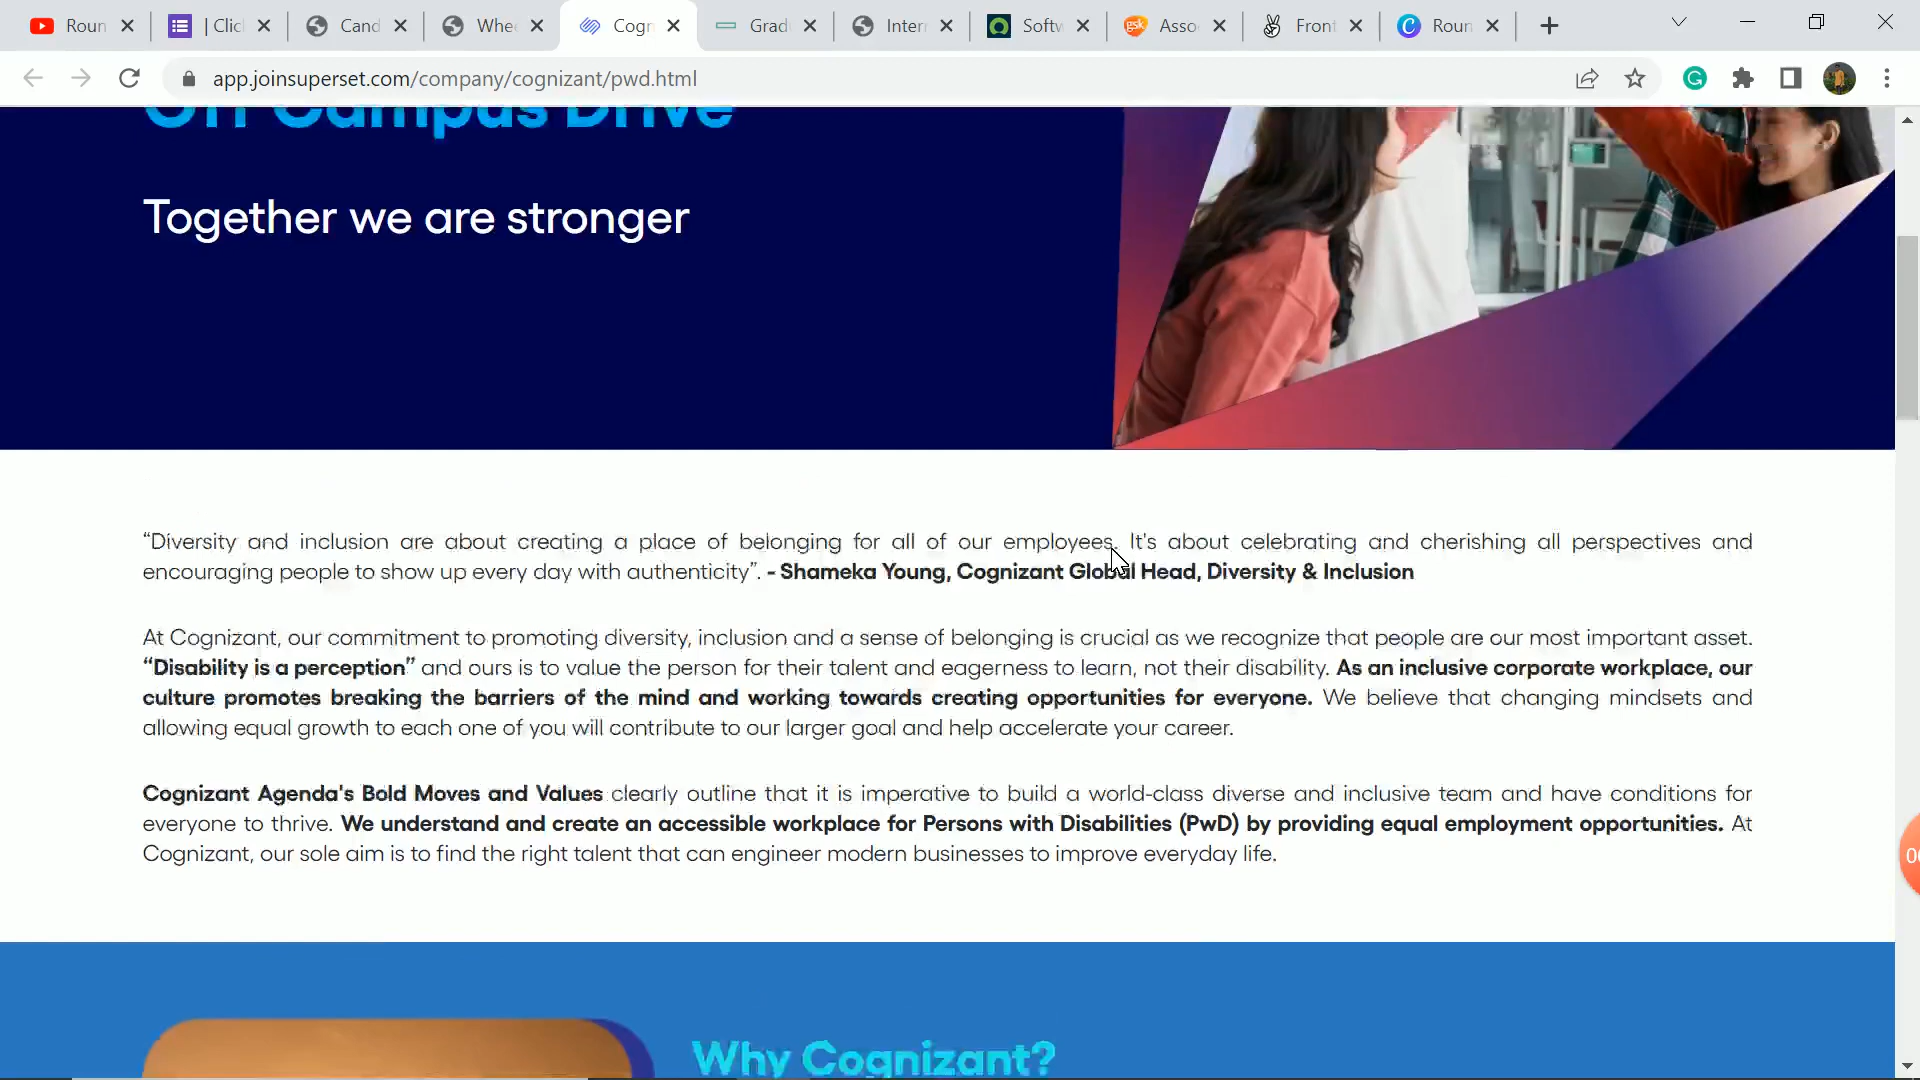 Roun
| Clic
Cand
Whe
Cogn
Grad
Inter
Softw
gsk
Asso
Front
Roun
app.joinsuperset.com/company/cognizant/pwd.html
Off Campus Drive
Together we are stronger
“Diversity and inclusion are about creating a place of belonging for all of our employees. It's about celebrating and cherishing all perspectives and
encouraging people to show up every day with authenticity”. - Shameka Young, Cognizant Global Head, Diversity & Inclusion
At Cognizant, our commitment to promoting diversity, inclusion and a sense of belonging is crucial as we recognize that people are our most important asset.
“Disability is a perception” and ours is to value the person for their talent and eagerness to learn, not their disability. As an inclusive corporate workplace, our
culture promotes breaking the barriers of the mind and working towards creating opportunities for everyone. We believe that changing mindsets and
allowing equal growth to each one of you will contribute to our larger goal and help accelerate your career.
Cognizant Agenda's Bold Moves and Values clearly outline that it is imperative to build a world-class diverse and inclusive team and have conditions for
everyone to thrive. We understand and create an accessible workplace for Persons with Disabilities (PwD) by providing equal employment opportunities. At
Cognizant, our sole aim is to find the right talent that can engineer modern businesses to improve everyday life.
Why Cognizant?